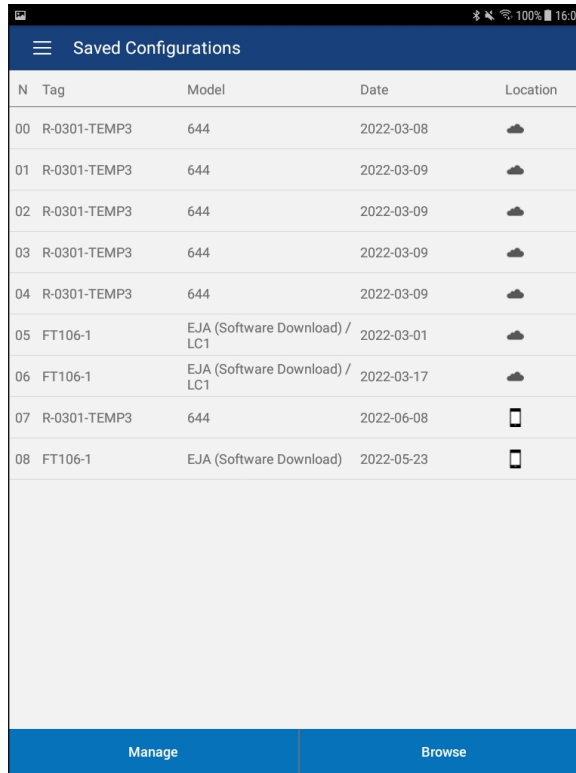 100% 16:0
Saved Configurations
N Tag Model Date Location
00 R-0301-TEMP3 644 2022-03-08
01 R-0301-TEMP3 644 2022-03-09
02 R-0301-TEMP3 644 2022-03-09
03 R-0301-TEMP3 644 2022-03-09
04 R-0301-TEMP3 644 2022-03-09
05 FT106-1 EJA (Software Download) / LC1 2022-03-01
06 FT106-1 EJA (Software Download) / LC1 2022-03-17
07 R-0301-TEMP3 644 2022-06-08
08 FT106-1 EJA (Software Download) 2022-05-23
Manage Browse